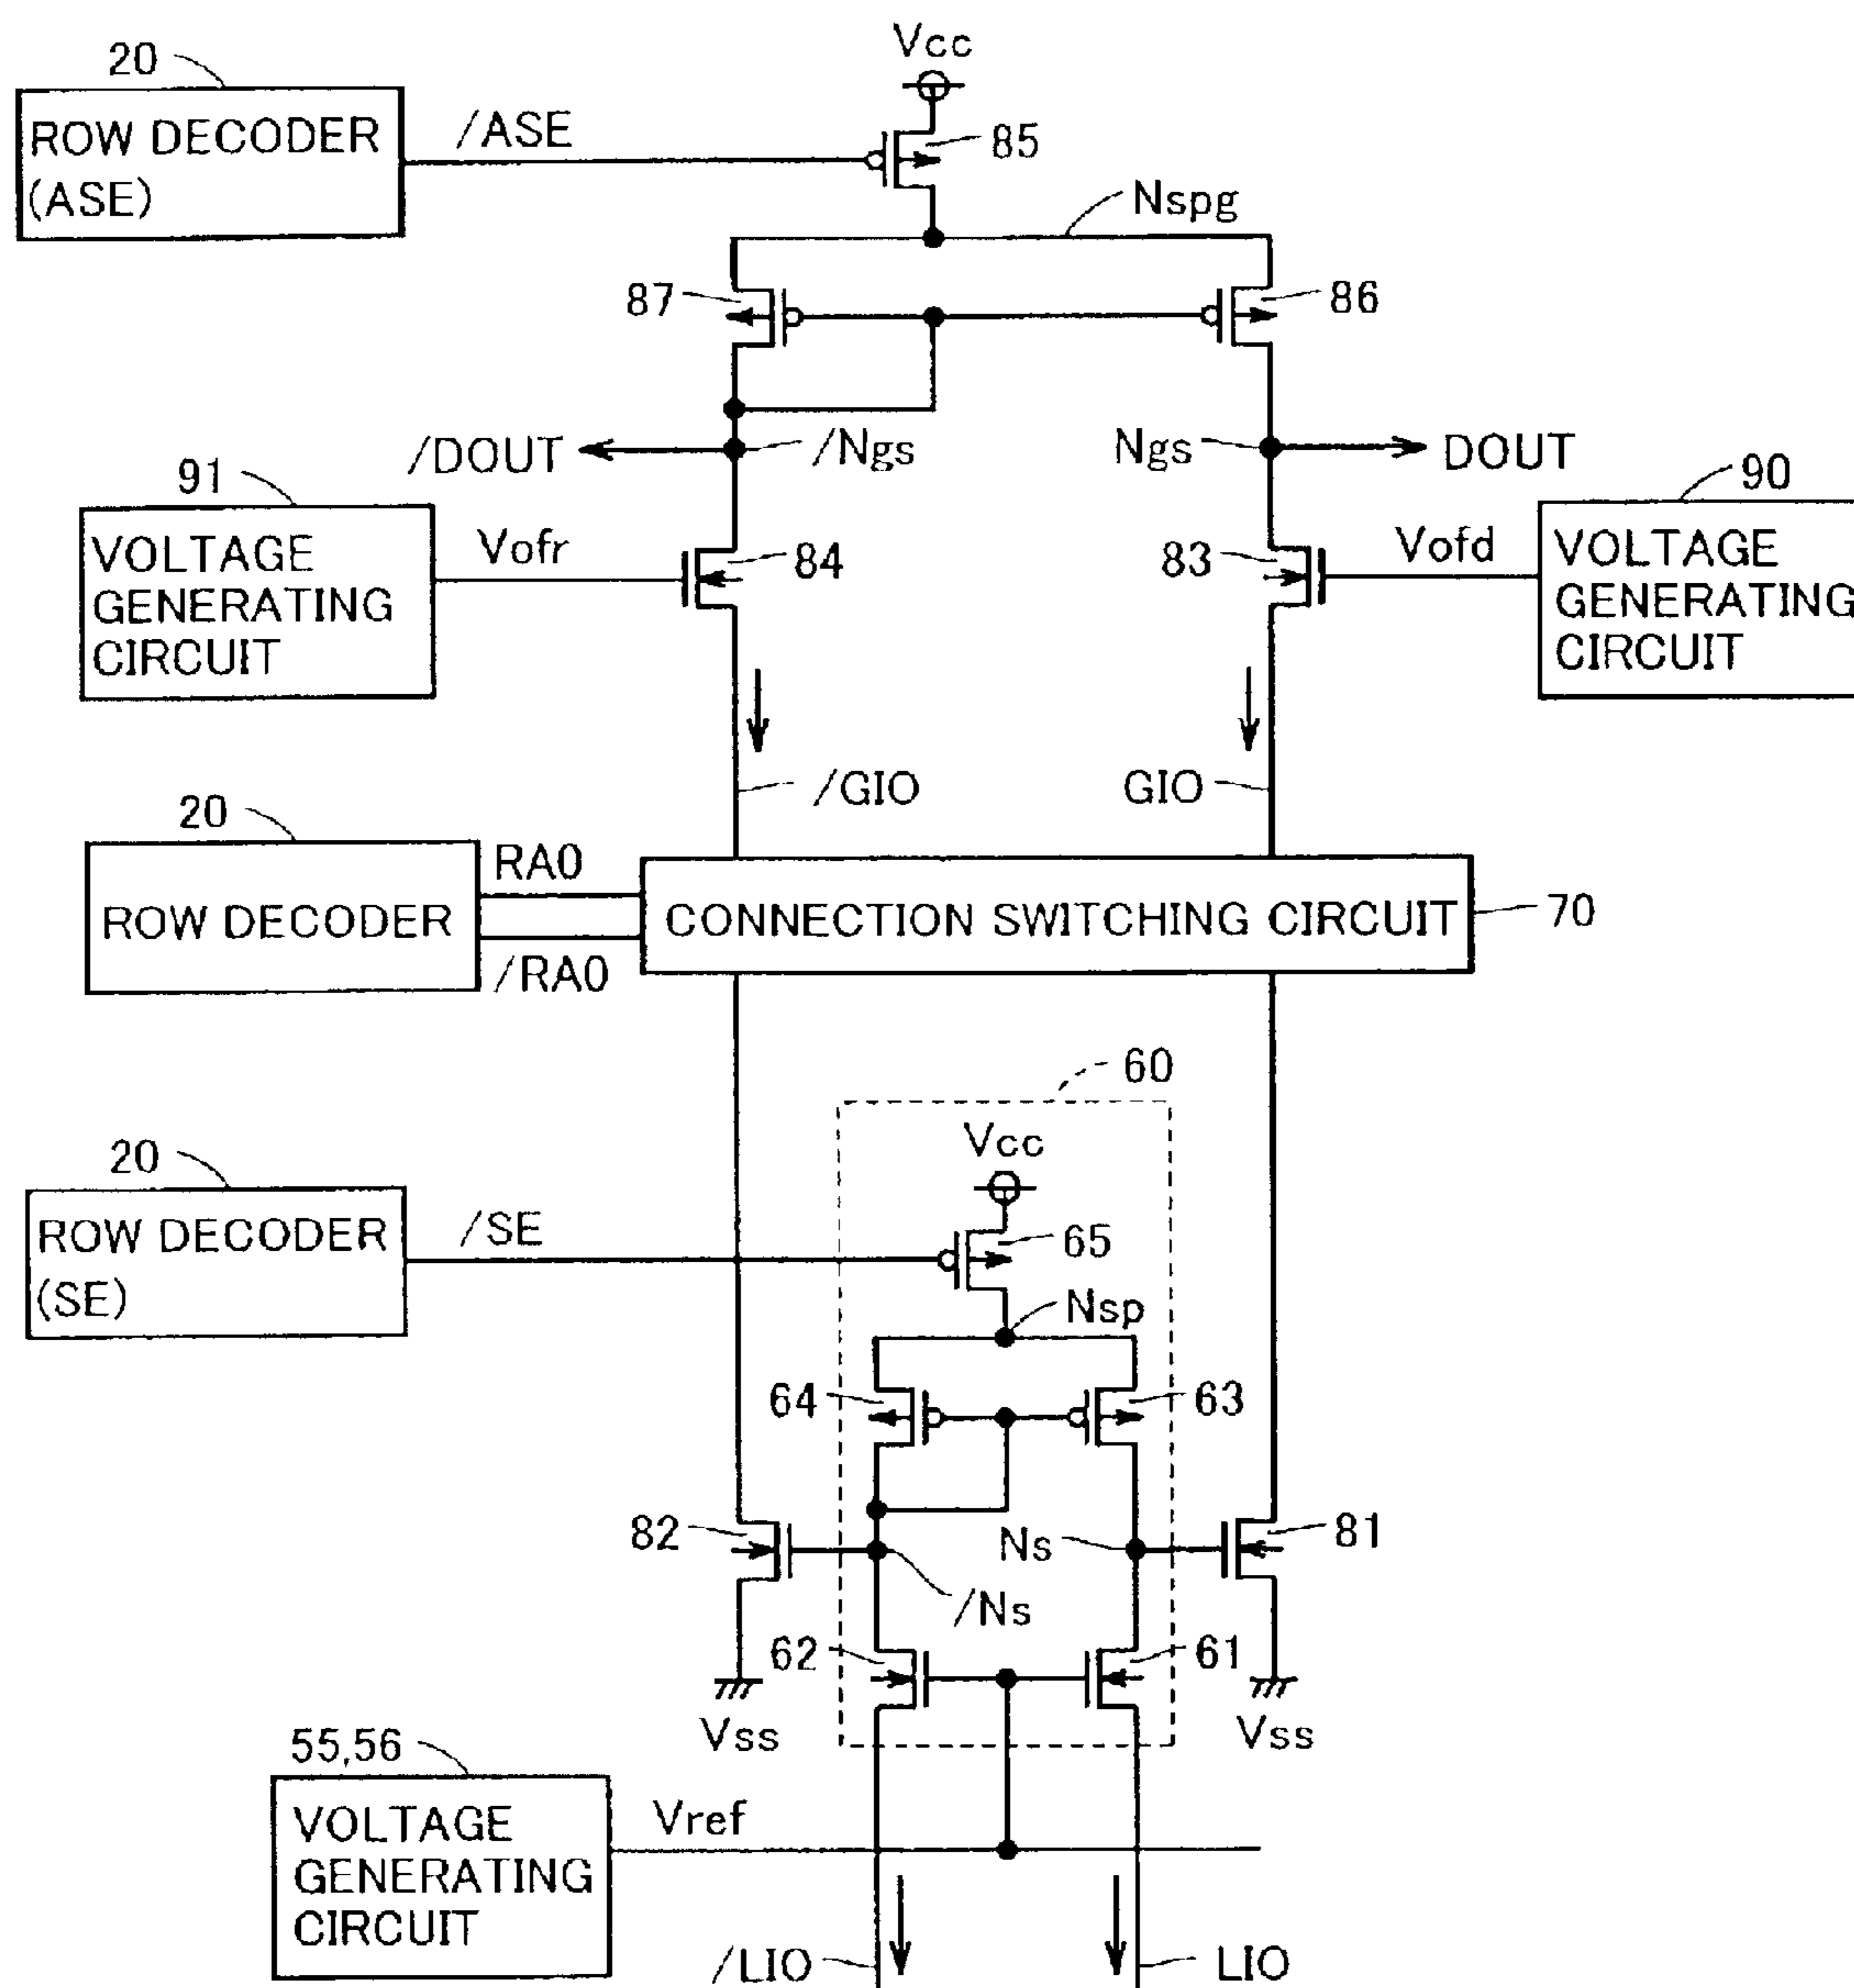 Vcc
20
ROW DECODER
(ASE)
/ASE
85
Nspg
87
86
/DOUT
/Ngs
Ngs
DOUT
91
90
VOLTAGE
GENERATING
CIRCUIT
Vofr
84
83
Vofd
VOLTAGE
GENERATING
CIRCUIT
/GIO
GIO
20
ROW DECODER
RA0
/RA0
CONNECTION SWITCHING CIRCUIT
70
60
Vcc
20
ROW DECODER
(SE)
/SE
65
Nsp
64
63
82
Ns
81
/Ns
62
61
Vss
Vss
55,56
VOLTAGE
GENERATING
CIRCUIT
Vref
/LIO
LIO